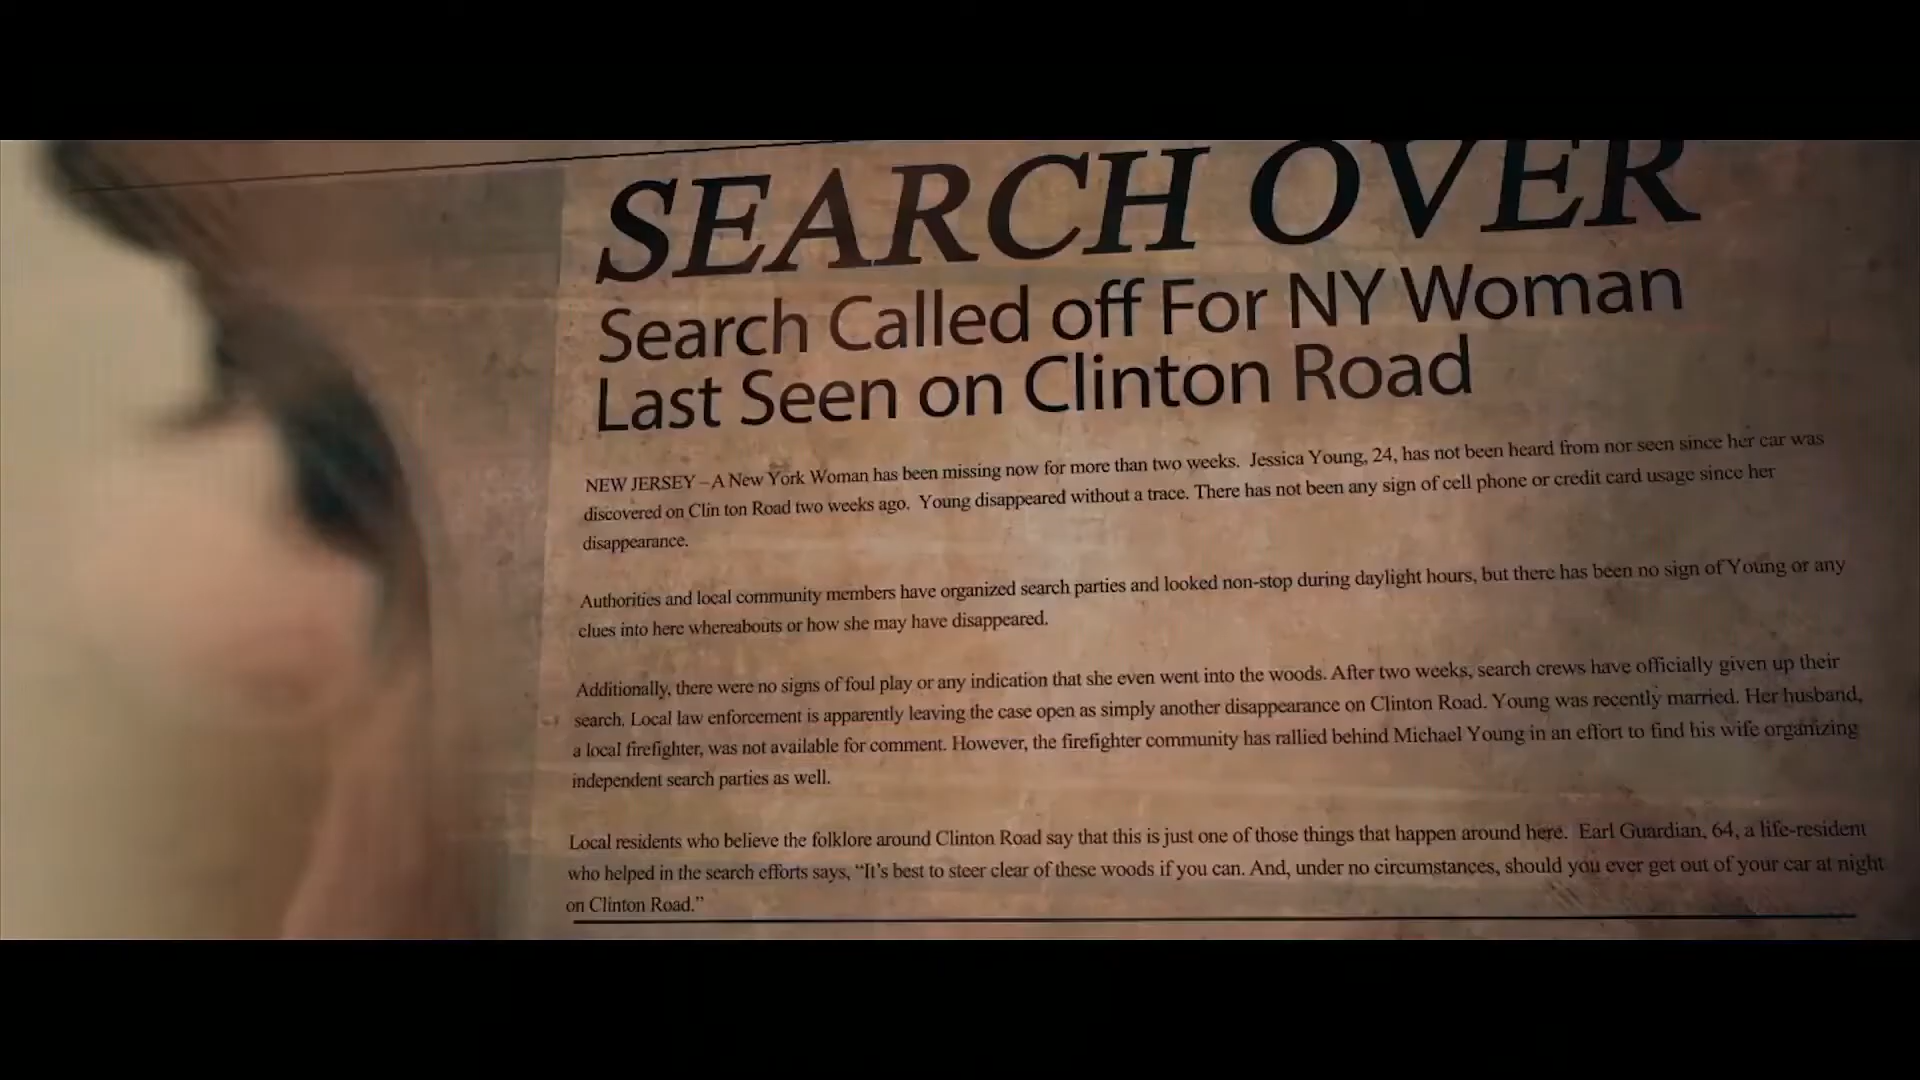 SEARCH OVER
Search Called off For NY Woman
Last Seen on Clinton Road
NEW JERSEY – A New York Woman has been missing now for more than two weeks. Jessica Young, 24, has not been heard from nor seen since her car was
discovered on Clin ton Road two weeks ago. Young disappeared without a trace. There has not been any sign of cell phone or credit card usage since her
disappearance.
Authorities and local community members have organized search parties and looked non-stop during daylight hours, but there has been no sign of Young or any
clues into here whereabouts or how she may have disappeared.
Additionally, there were no signs of foul play or any indication that she even went into the woods. After two weeks, search crews have officially given up their
search. Local law enforcement is apparently leaving the case open as simply another disappearance on Clinton Road. Young was recently married. Her husband,
a local firefighter, was not available for comment. However, the firefighter community has rallied behind Michael Young in an effort to find his wife organizing
independent search parties as well.
Local residents who believe the folklore around Clinton Road say that this is just one of those things that happen around here. Earl Guardian, 64, a life-resident
who helped in the search efforts says, “It’s best to steer clear of these woods if you can. And, under no circumstances, should you ever get out of your car at night
on Clinton Road.”